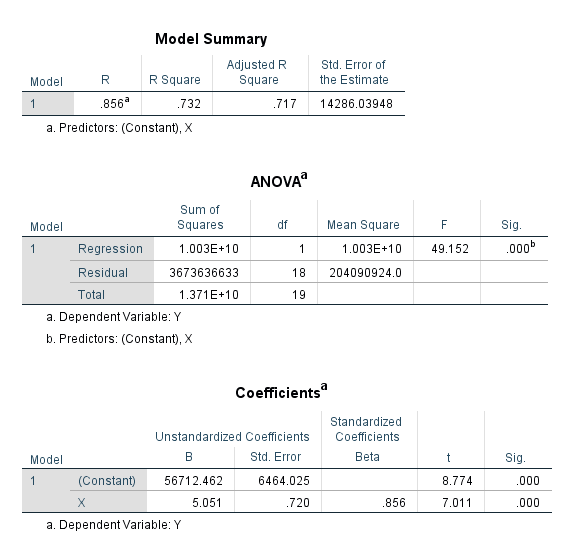 Model Summary
Model R R Square Adjusted R Square Std. Error of the Estimate
1 .856a .732 .717 14286.03948
a. Predictors: (Constant), X
ANOVAa
Model Sum of Squares df Mean Square F Sig.
1 Regression 1.003E+10 1 1.003E+10 49.152 .000b
Residual 3673636633 18 204090924.0
Total 1.371E+10 19
a. Dependent Variable: Y
b. Predictors: (Constant), X
Coefficientsa
Unstandardized Coefficients Standardized Coefficients
Model B Std. Error Beta t Sig.
1 (Constant) 56712.462 6464.025 8.774 .000
X 5.051 .720 .856 7.011 .000
a. Dependent Variable: Y